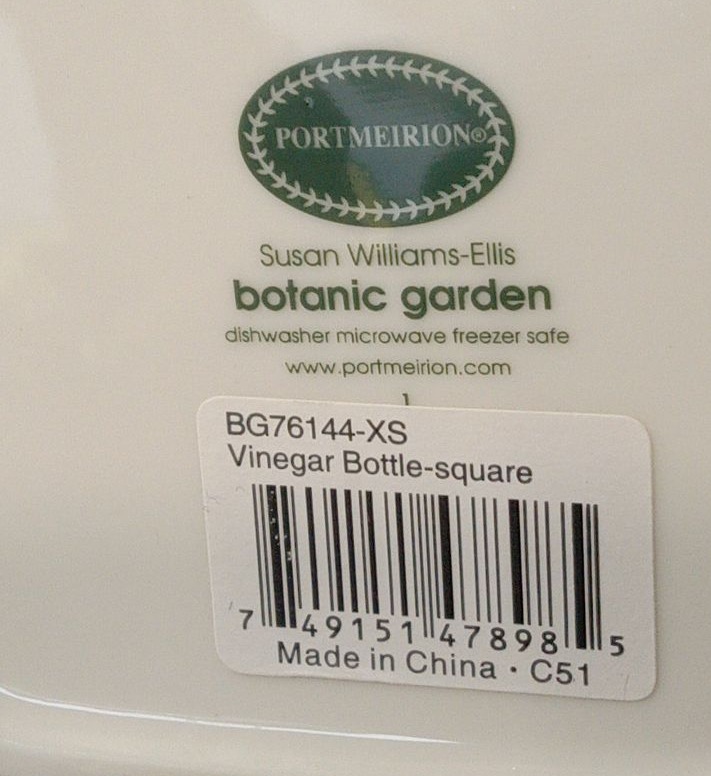 PORTMEIRION®
Susan Williams-Ellis
botanic garden
dishwasher microwave freezer safe
www.portmeirion.com
1
BG76144-XS
Vinegar Bottle-square
7 49151 47898 5
Made in China · C51